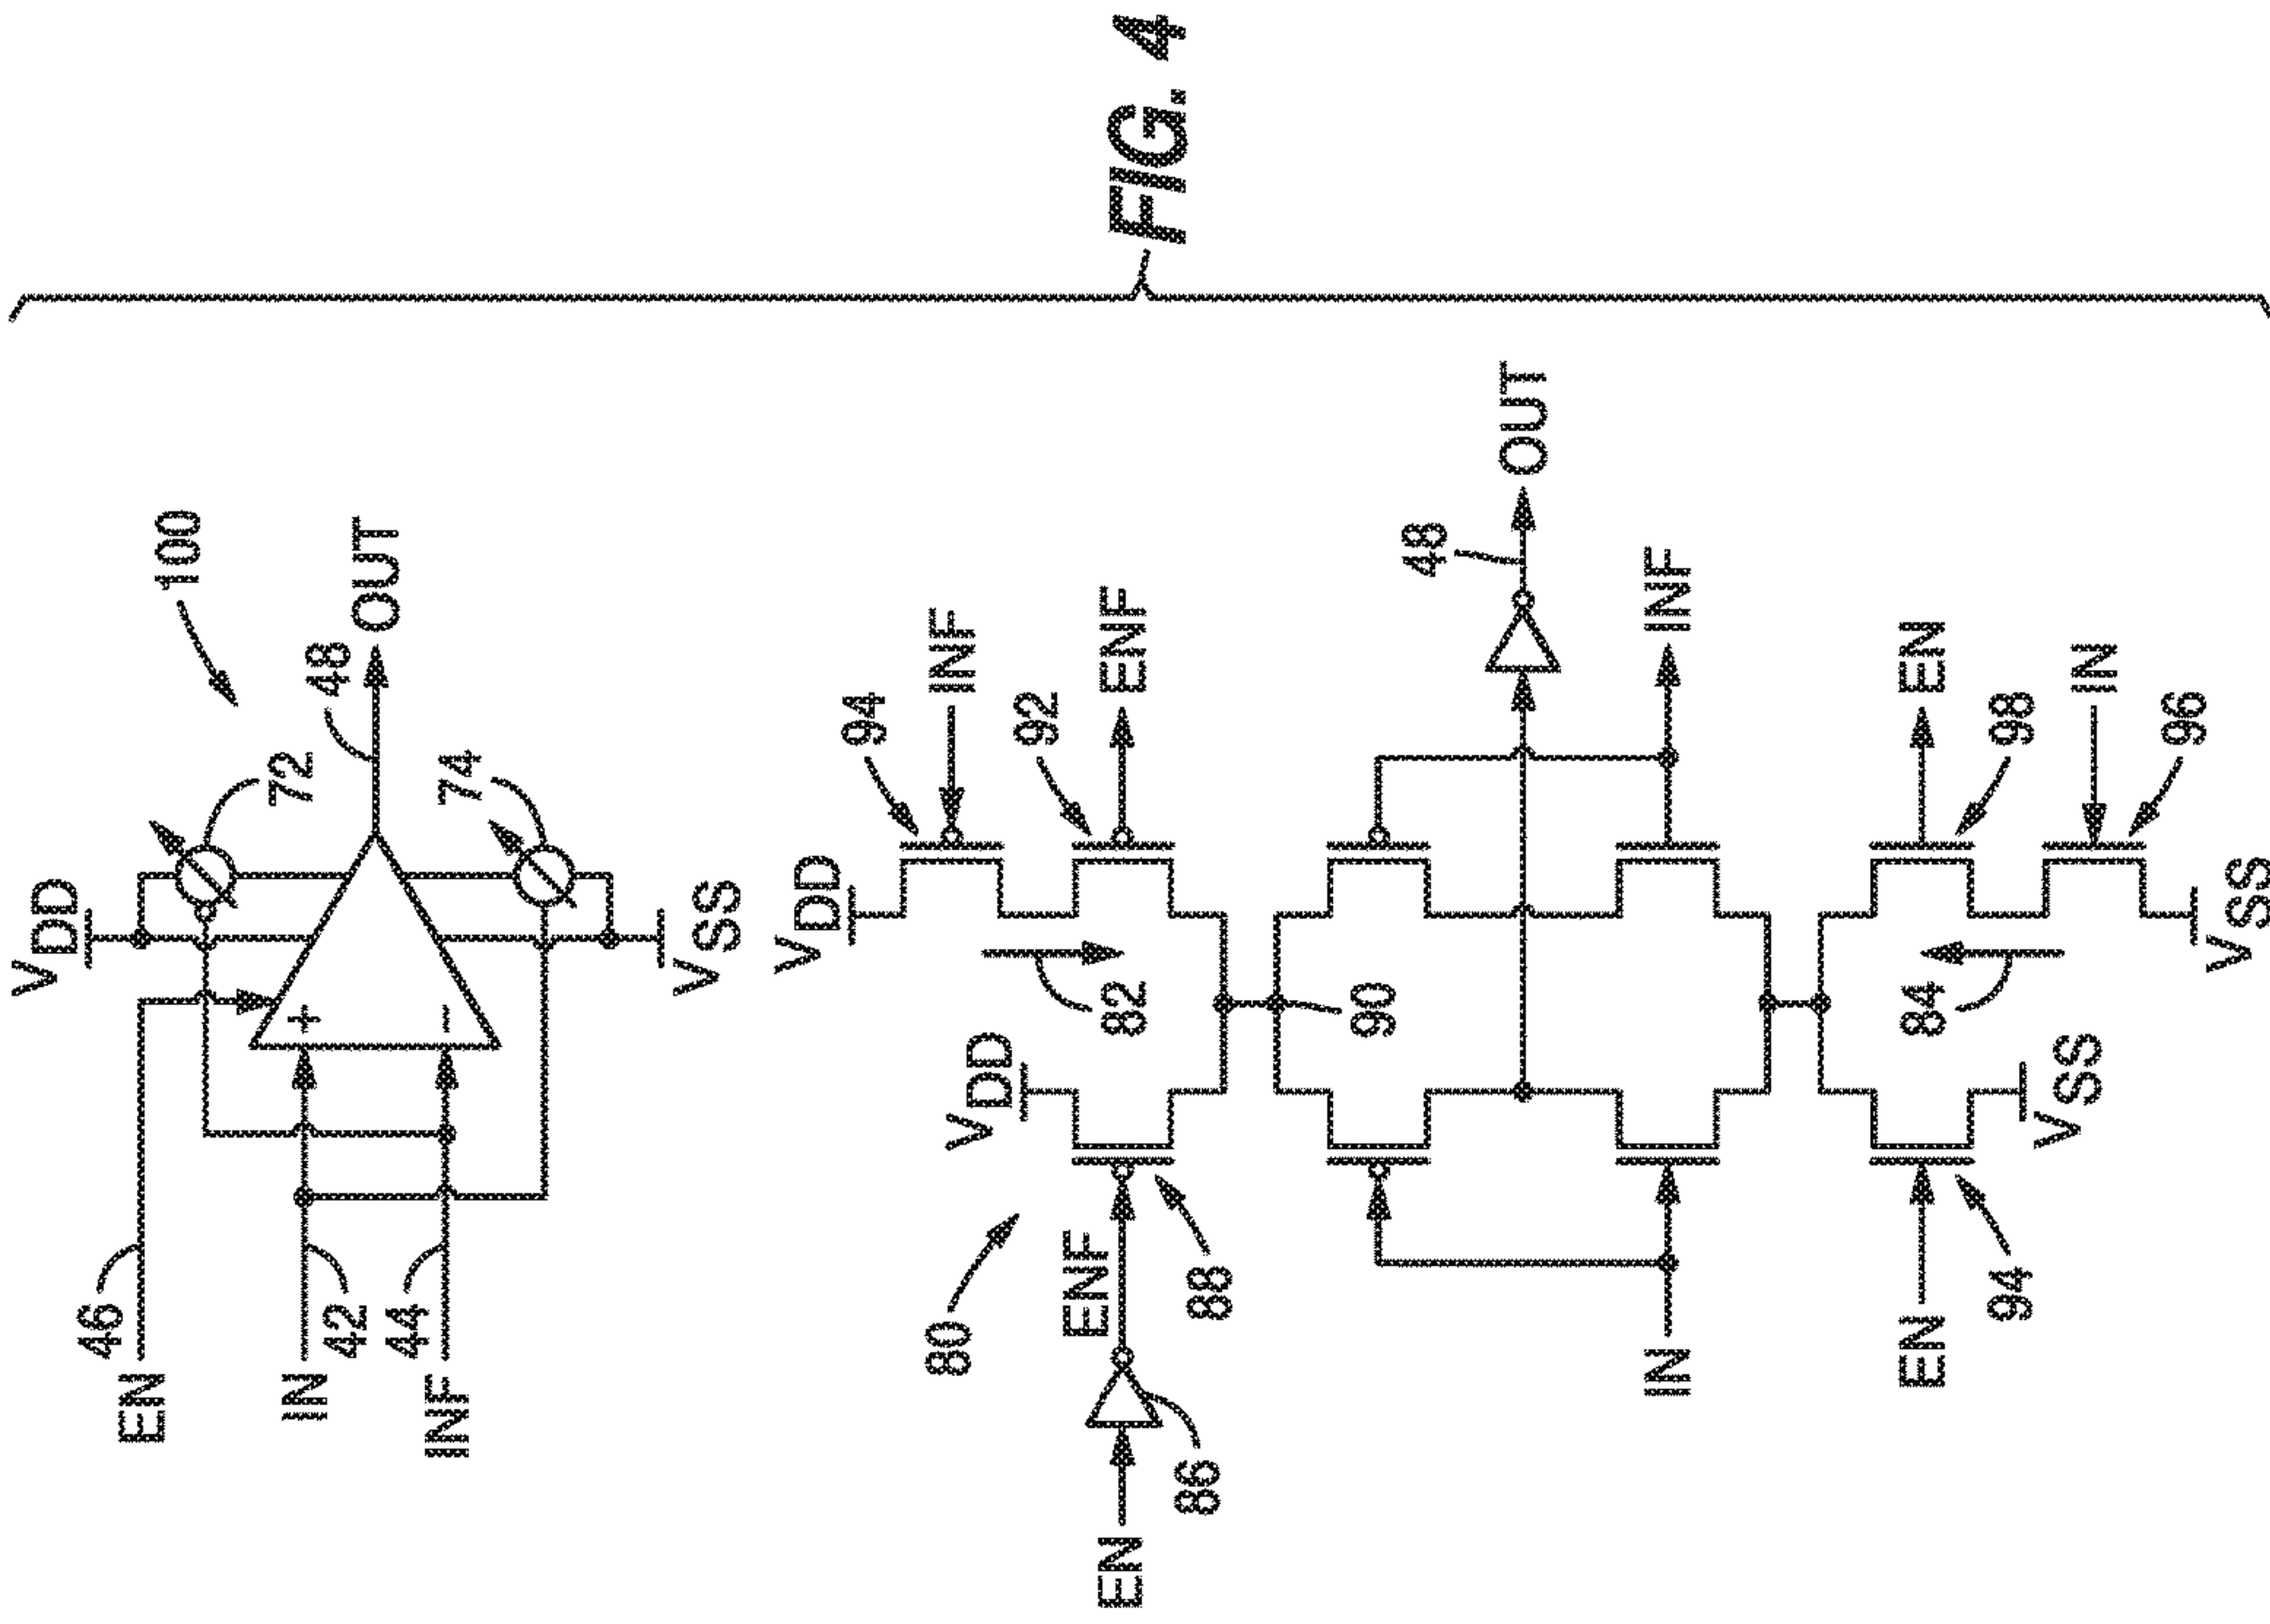 FIG. 4
100
VDD
72
EN
46
IN
42
+
OUT
48
44
INF
−
74
VSS
VDD
94
INF
VDD
92
ENF
80
82
ENF
EN
86
88
90
48
OUT
IN
INF
EN
94
84
VSS
EN
98
IN
96
VSS